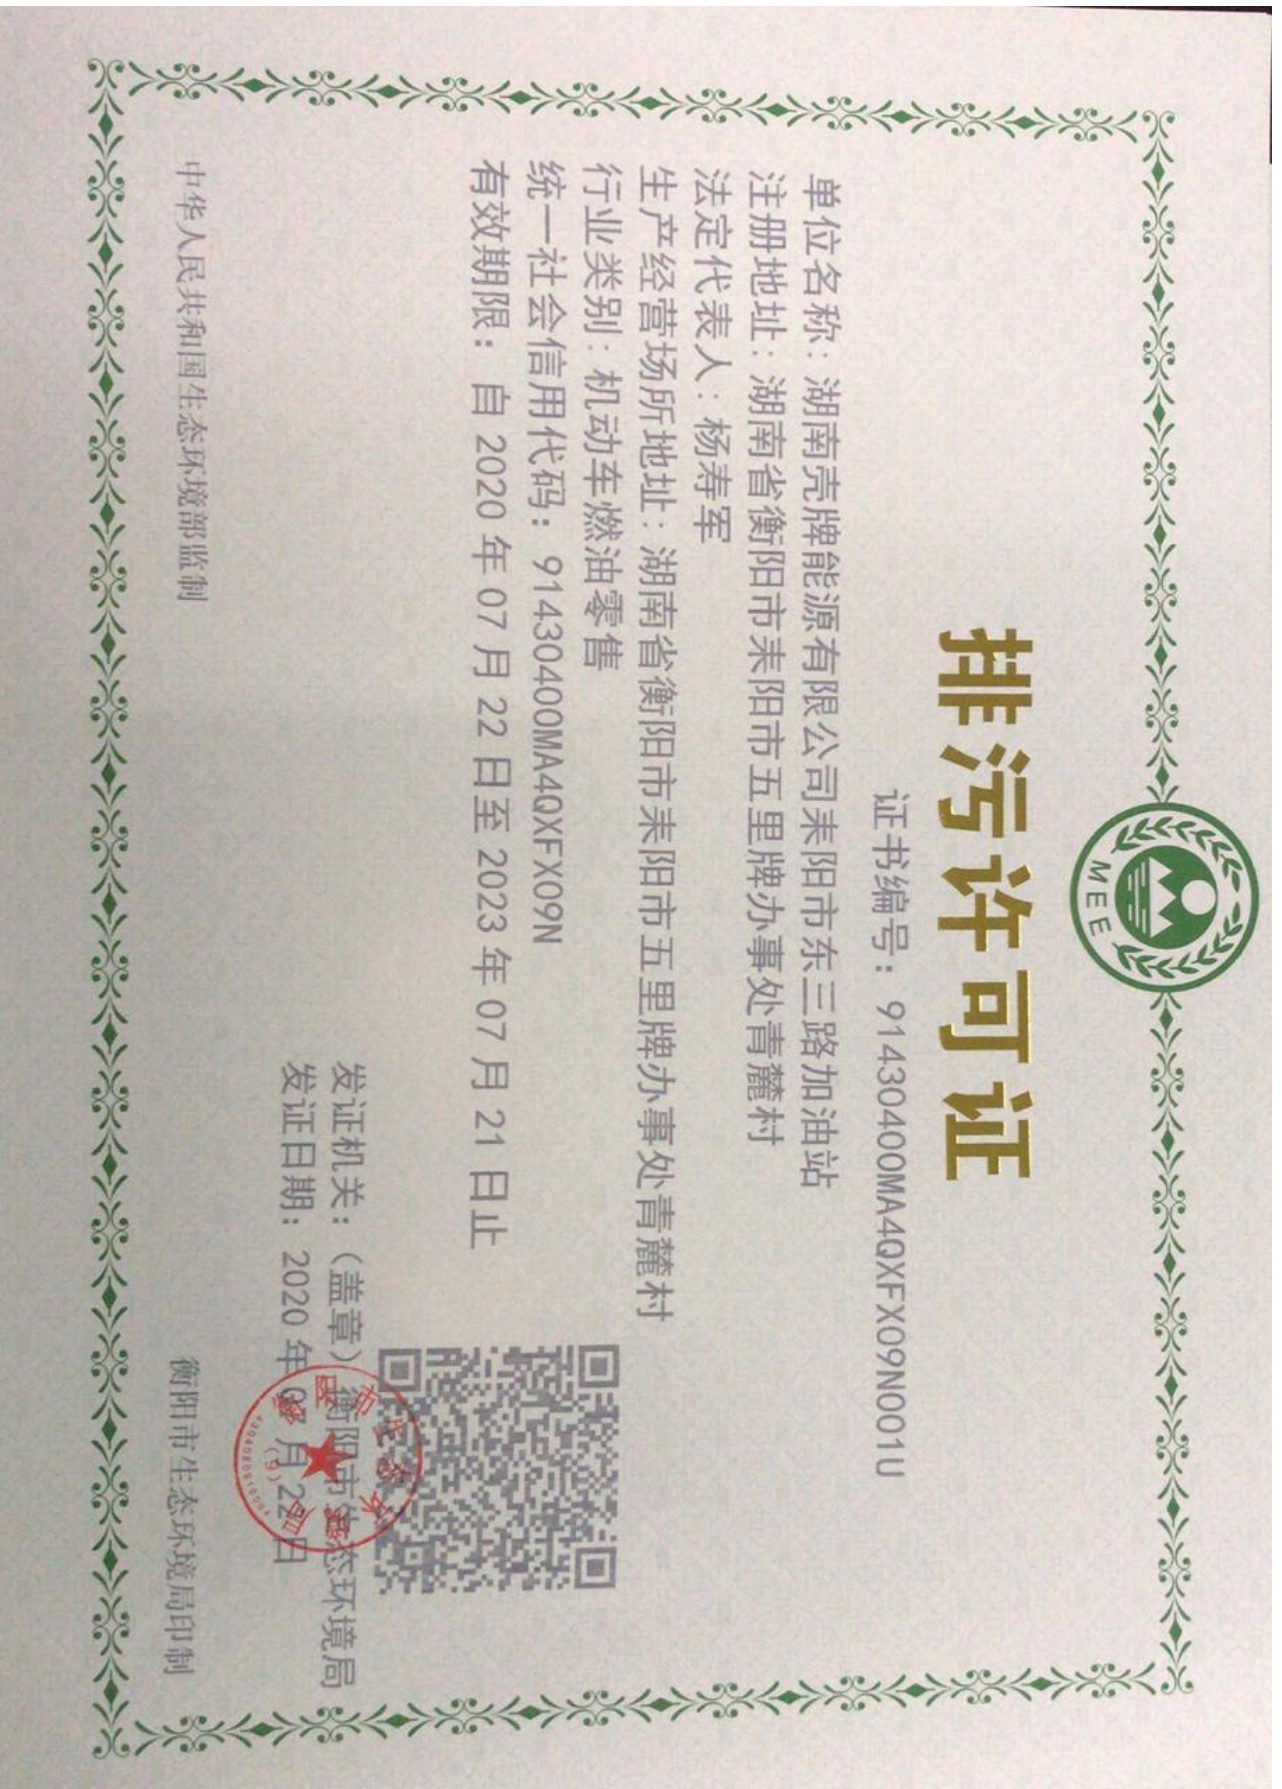 MEE
排污许可证
证书编号：91430400MA4QXFX09N001U
单位名称：湖南壳牌能源有限公司耒阳市东三路加油站
注册地址：湖南省衡阳市耒阳市五里牌办事处青麓村
法定代表人：杨寿军
生产经营场所地址：湖南省衡阳市耒阳市五里牌办事处青麓村
行业类别：机动车燃油零售
统一社会信用代码：91430400MA4QXFX09N
有效期限：自2020年07月22日至2023年07月21日止
发证机关：（盖章）衡阳市生态环境局
发证日期：2020年07月22日
中华人民共和国生态环境部监制
衡阳市生态环境局印制